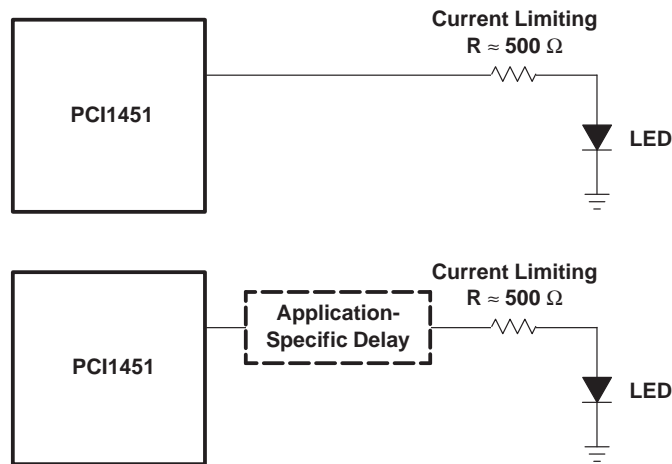 Current Limiting
R ≈ 500 Ω
PCI1451
LED
Current Limiting
R ≈ 500 Ω
Application-
Specific Delay
PCI1451
LED